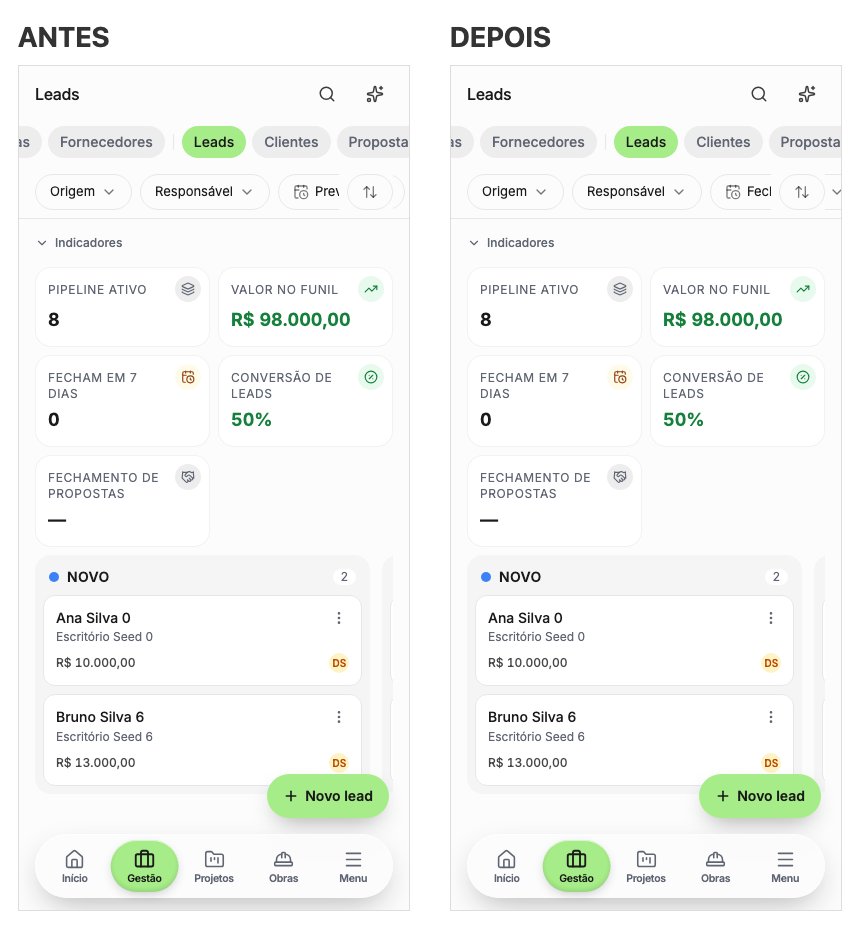 ANTES
Leads
as Fornecedores Leads Clientes Proposta
Origem Responsável Prev
Indicadores
PIPELINE ATIVO
8
VALOR NO FUNIL
R$ 98.000,00
FECHAM EM 7
DIAS
0
CONVERSÃO DE
LEADS
50%
FECHAMENTO DE
PROPOSTAS
—
NOVO 2
Ana Silva 0
Escritório Seed 0
R$ 10.000,00 DS
Bruno Silva 6
Escritório Seed 6
R$ 13.000,00 DS
+ Novo lead
Início Gestão Projetos Obras Menu
DEPOIS
Leads
as Fornecedores Leads Clientes Proposta
Origem Responsável Fecl
Indicadores
PIPELINE ATIVO
8
VALOR NO FUNIL
R$ 98.000,00
FECHAM EM 7
DIAS
0
CONVERSÃO DE
LEADS
50%
FECHAMENTO DE
PROPOSTAS
—
NOVO 2
Ana Silva 0
Escritório Seed 0
R$ 10.000,00 DS
Bruno Silva 6
Escritório Seed 6
R$ 13.000,00 DS
+ Novo lead
Início Gestão Projetos Obras Menu